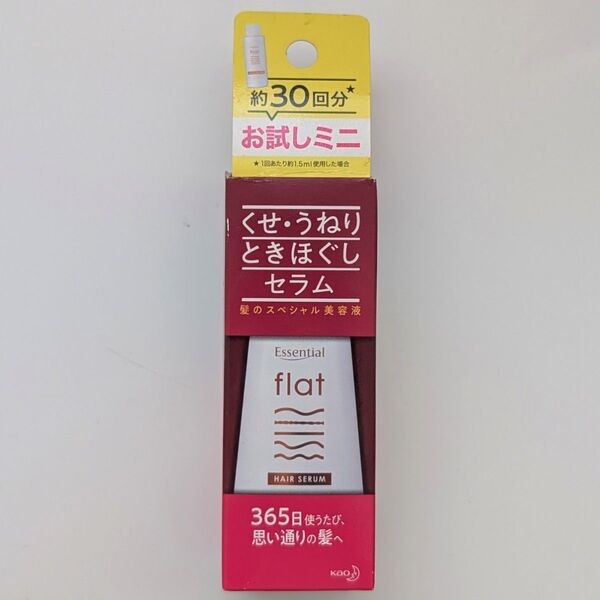 約30回分★
お試しミニ
★1回あたり約1.5ml使用した場合
くせ・うねり
ときほぐし
セラム
髪のスペシャル美容液
Essential
flat
HAIR SERUM
365日使うたび、
思い通りの髪へ
Kao